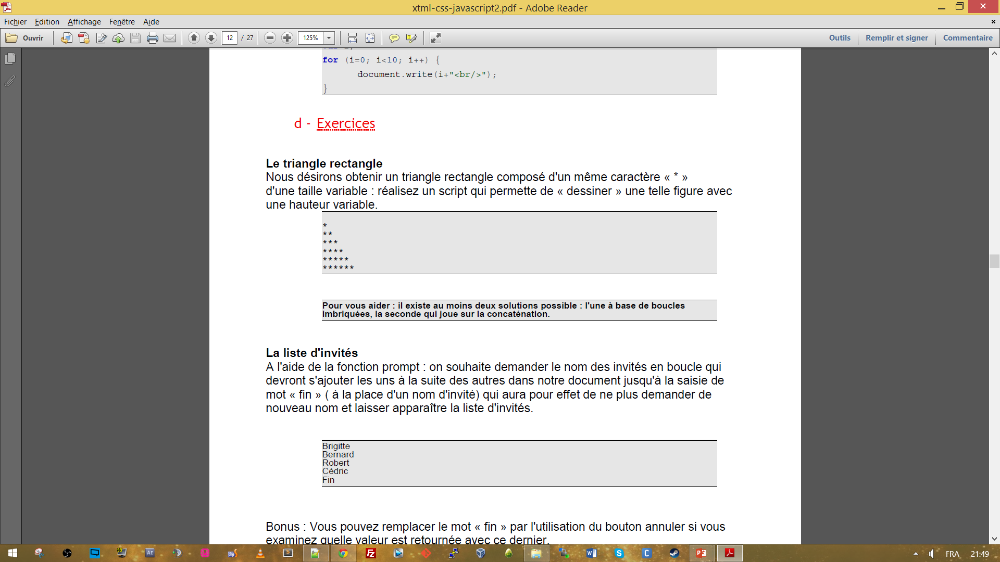 xtml-css-javascript2.pdf - Adobe Reader
Fichier Edition Affichage Fenêtre Aide
Ouvrir 12 / 27 125% Outils Remplir et signer Commentaire
for (i=0; i<10; i++) {
document.write(i+"<br/>");
}
d - Exercices
Le triangle rectangle
Nous désirons obtenir un triangle rectangle composé d'un même caractère « * »
d'une taille variable : réalisez un script qui permette de « dessiner » une telle figure avec
une hauteur variable.
*
**
***
****
*****
******
Pour vous aider : il existe au moins deux solutions possible : l'une à base de boucles
imbriquées, la seconde qui joue sur la concaténation.
La liste d'invités
A l'aide de la fonction prompt : on souhaite demander le nom des invités en boucle qui
devront s'ajouter les uns à la suite des autres dans notre document jusqu'à la saisie de
mot « fin » ( à la place d'un nom d'invité) qui aura pour effet de ne plus demander de
nouveau nom et laisser apparaître la liste d'invités.
Brigitte
Bernard
Robert
Cédric
Fin
Bonus : Vous pouvez remplacer le mot « fin » par l'utilisation du bouton annuler si vous
examinez quelle valeur est retournée avec ce dernier.
FRA 21:49